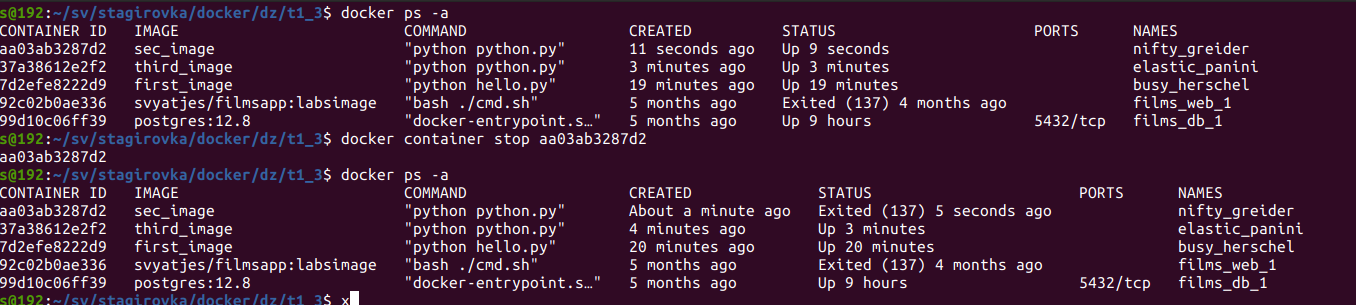 s@192:~/sv/stagirovka/docker/dz/t1_3$ docker ps -a
CONTAINER ID IMAGE COMMAND CREATED STATUS PORTS NAMES
aa03ab3287d2 sec_image "python python.py" 11 seconds ago Up 9 seconds nifty_greider
37a38612e2f2 third_image "python python.py" 3 minutes ago Up 3 minutes elastic_panini
7d2efe8222d9 first_image "python hello.py" 19 minutes ago Up 19 minutes busy_herschel
92c02b0ae336 svyatjes/filmsapp:labsimage "bash ./cmd.sh" 5 months ago Exited (137) 4 months ago films_web_1
99d10c06ff39 postgres:12.8 "docker-entrypoint.s…" 5 months ago Up 9 hours 5432/tcp films_db_1
s@192:~/sv/stagirovka/docker/dz/t1_3$ docker container stop aa03ab3287d2
aa03ab3287d2
s@192:~/sv/stagirovka/docker/dz/t1_3$ docker ps -a
CONTAINER ID IMAGE COMMAND CREATED STATUS PORTS NAMES
aa03ab3287d2 sec_image "python python.py" About a minute ago Exited (137) 5 seconds ago nifty_greider
37a38612e2f2 third_image "python python.py" 4 minutes ago Up 3 minutes elastic_panini
7d2efe8222d9 first_image "python hello.py" 20 minutes ago Up 20 minutes busy_herschel
92c02b0ae336 svyatjes/filmsapp:labsimage "bash ./cmd.sh" 5 months ago Exited (137) 4 months ago films_web_1
99d10c06ff39 postgres:12.8 "docker-entrypoint.s…" 5 months ago Up 9 hours 5432/tcp films_db_1
s@192:~/sv/stagirovka/docker/dz/t1_3$ x